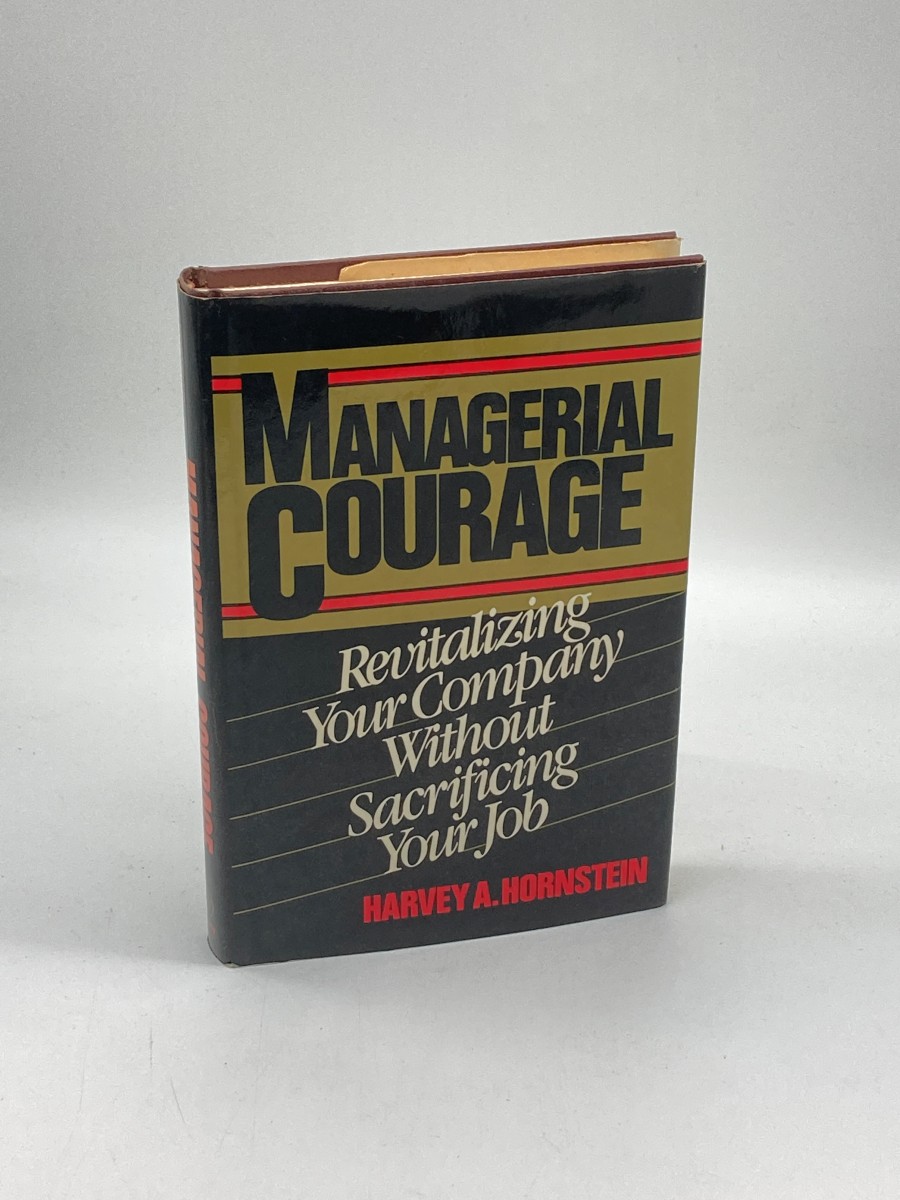 MANAGERIAL
COURAGE
Revitalizing
Your Company
Without
Sacrificing
Your Job
HARVEY A. HORNSTEIN
MANAGERIAL COURAGE